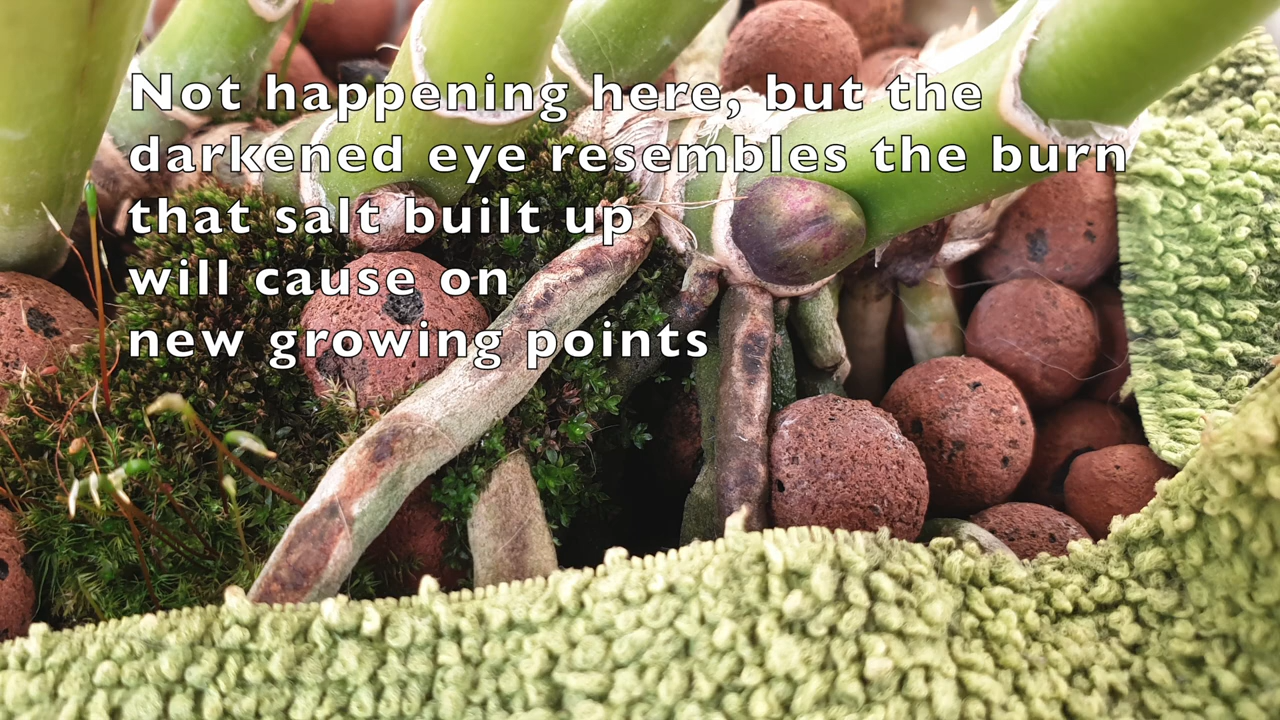 Not happening here, but the
darkened eye resembles the burn
that salt built up
will cause on
new growing points